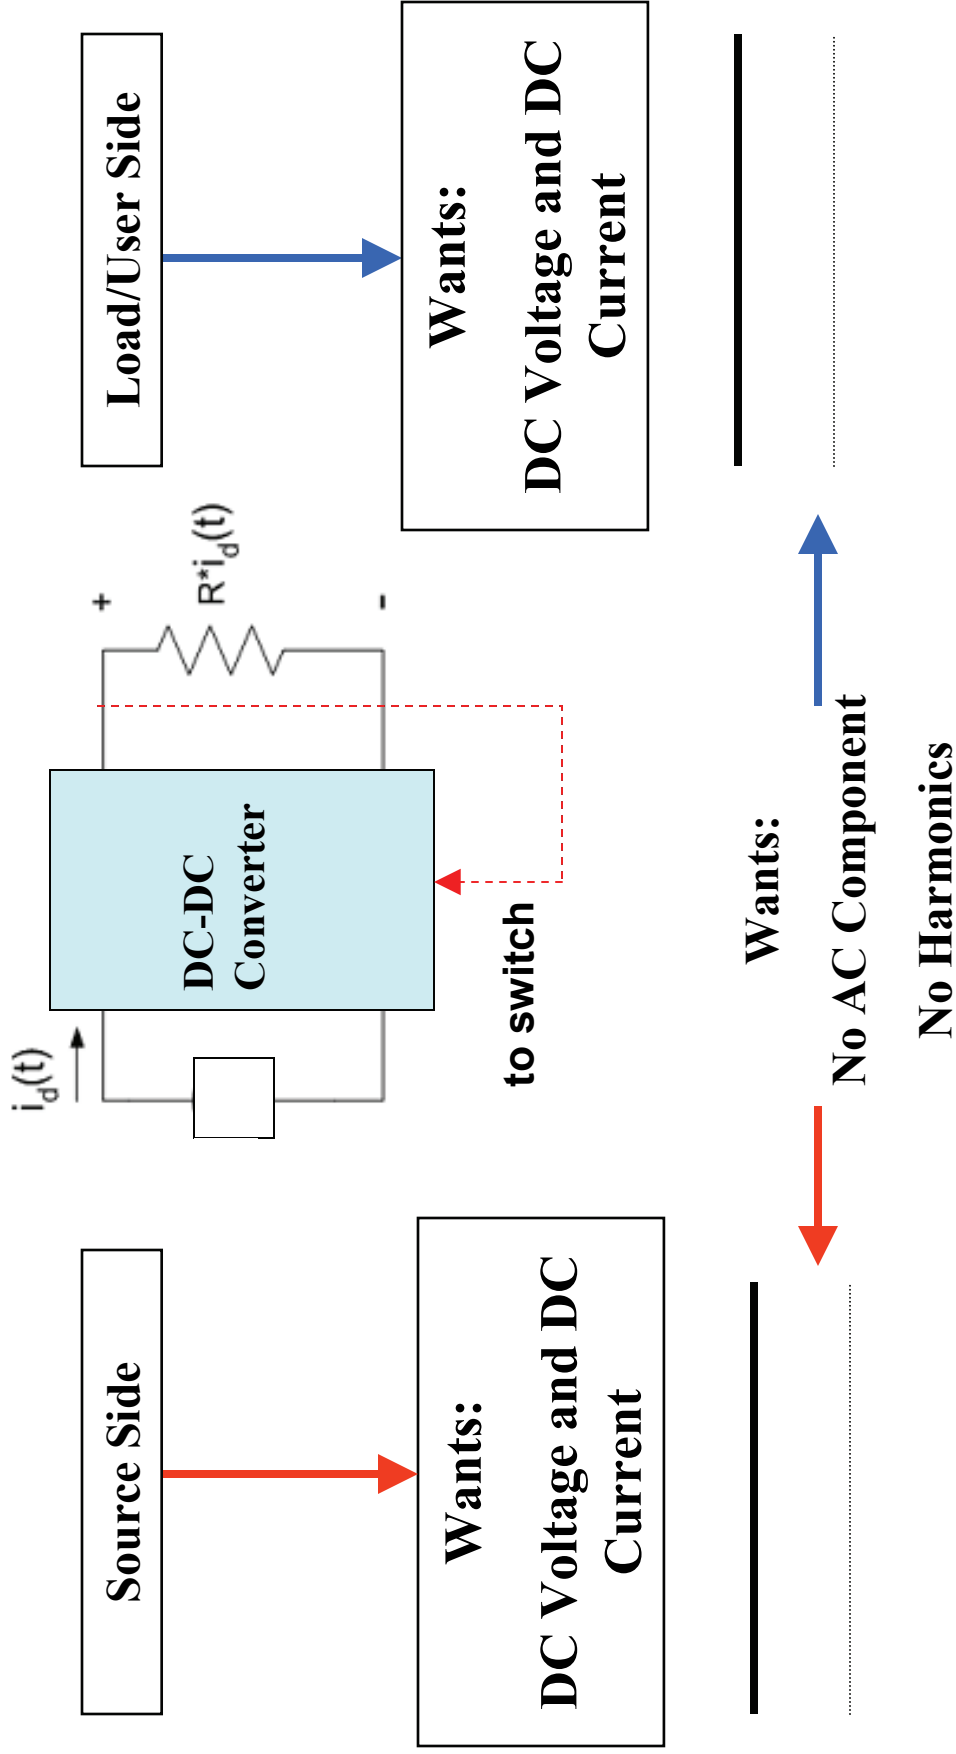 Source Side
Wants:
DC Voltage and DC
Current
i_d(t)
DC-DC
Converter
to switch
+
R*i_d(t)
-
Load/User Side
Wants:
DC Voltage and DC
Current
Wants:
No AC Component
No Harmonics